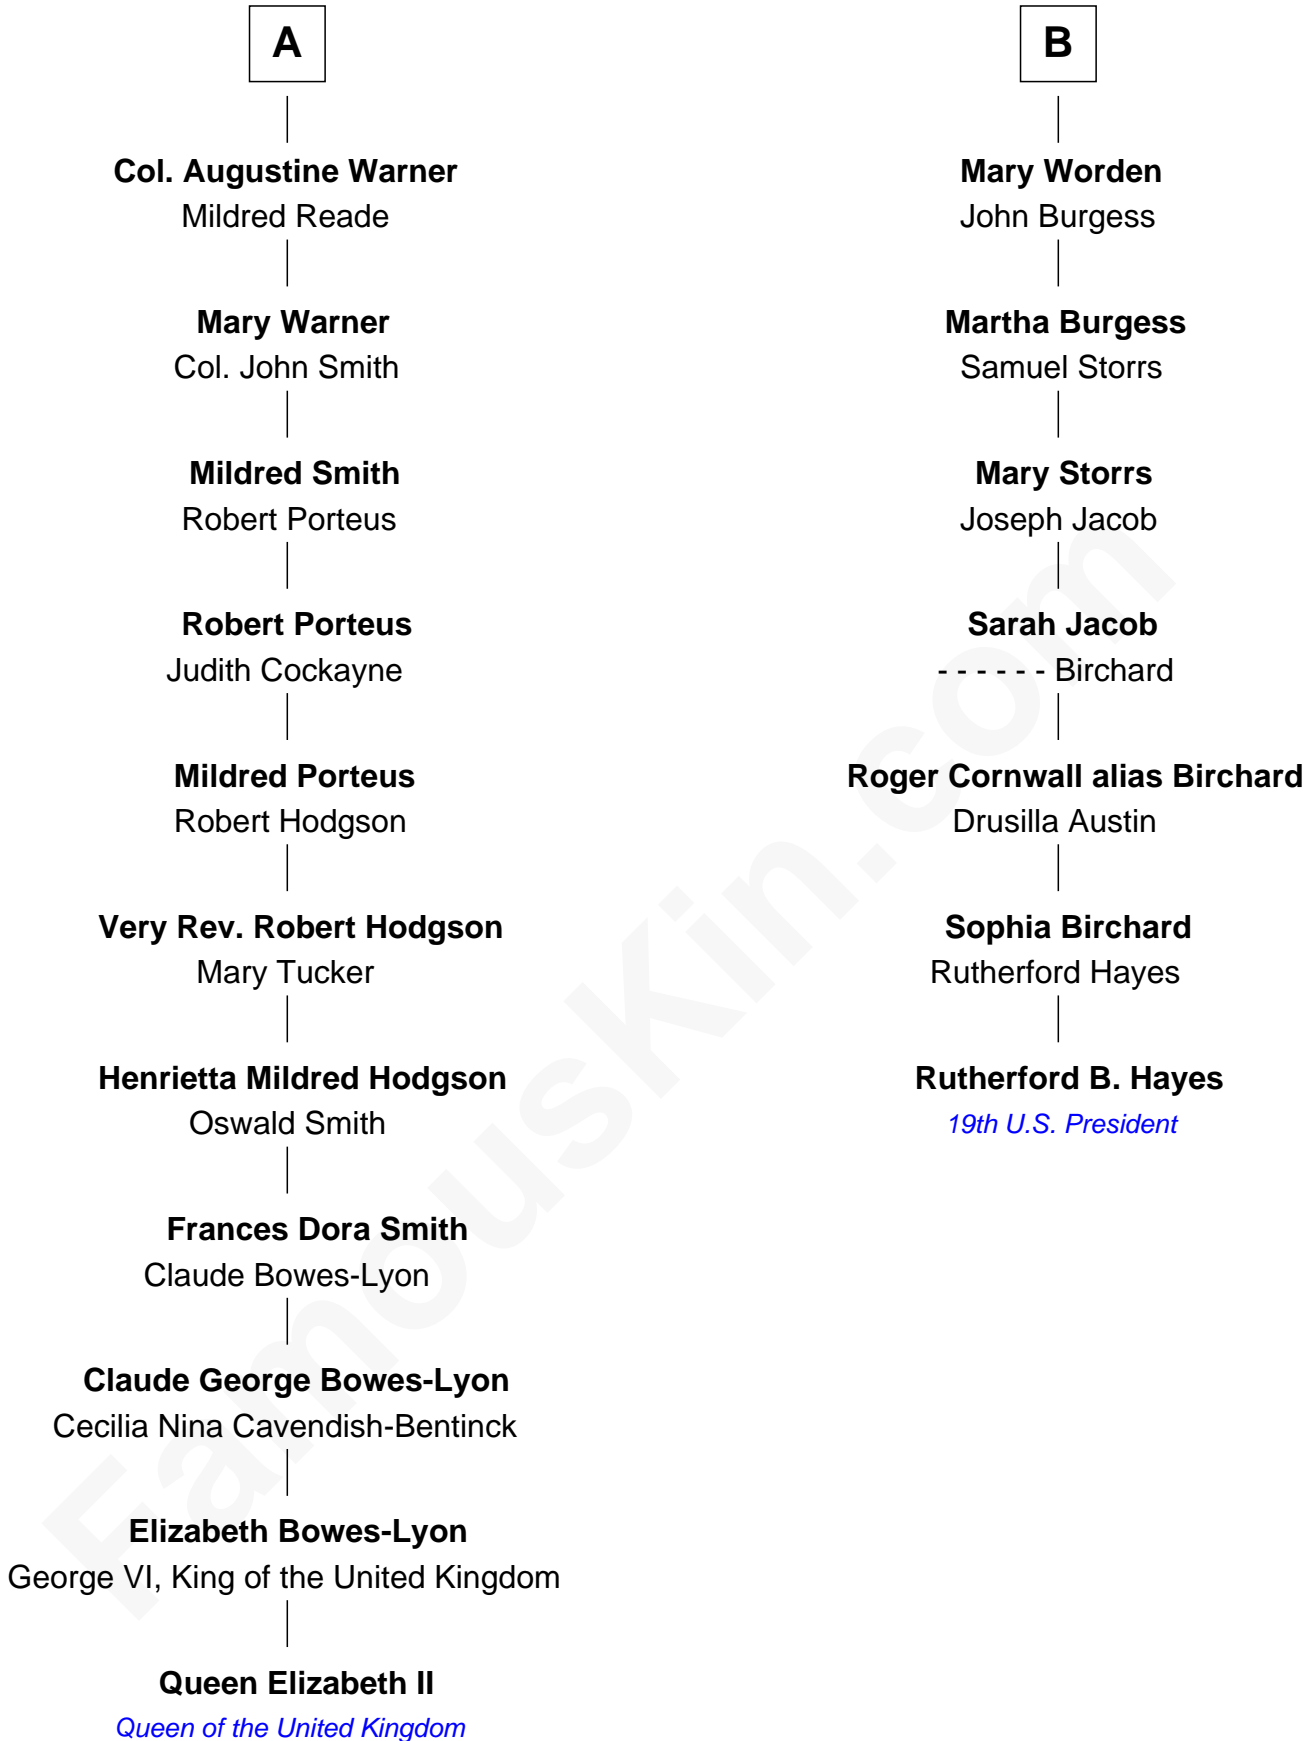 A
Col. Augustine Warner
Mildred Reade
Mary Warner
Col. John Smith
Mildred Smith
Robert Porteus
Robert Porteus
Judith Cockayne
Mildred Porteus
Robert Hodgson
Very Rev. Robert Hodgson
Mary Tucker
Henrietta Mildred Hodgson
Oswald Smith
Frances Dora Smith
Claude Bowes-Lyon
Claude George Bowes-Lyon
Cecilia Nina Cavendish-Bentinck
Elizabeth Bowes-Lyon
George VI, King of the United Kingdom
Queen Elizabeth II
Queen of the United Kingdom
B
Mary Worden
John Burgess
Martha Burgess
Samuel Storrs
Mary Storrs
Joseph Jacob
Sarah Jacob
- - - - - - Birchard
Roger Cornwall alias Birchard
Drusilla Austin
Sophia Birchard
Rutherford Hayes
Rutherford B. Hayes
19th U.S. President
FamousKin.com